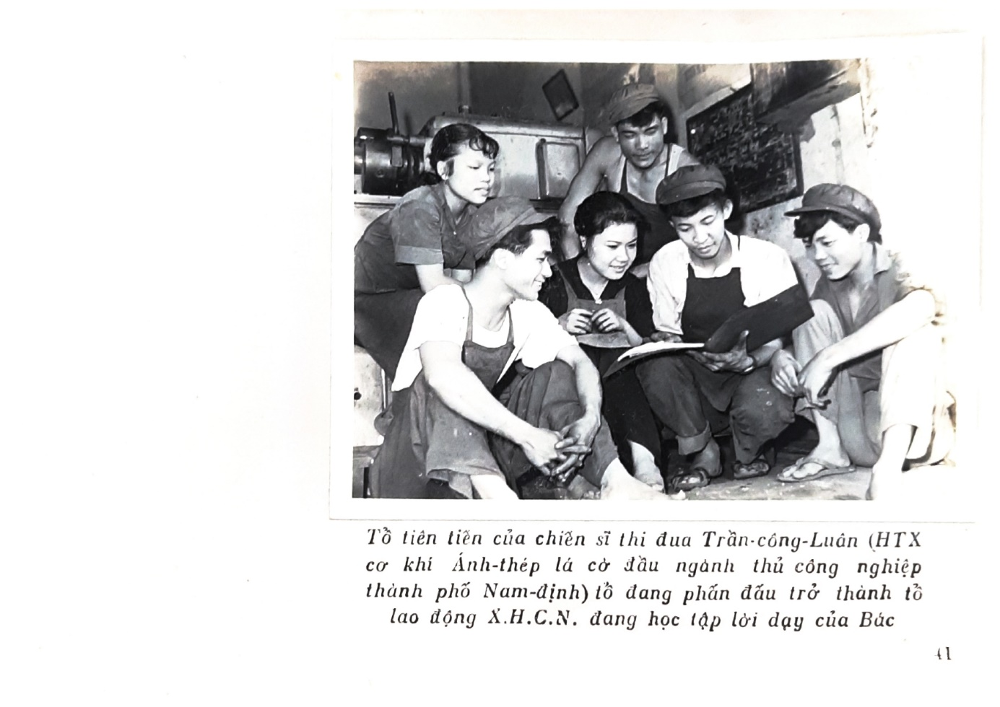 Tổ tiên tiến của chiến sĩ thi đua Trần-công-Luân (HTX
cơ khí Ánh-thép lá cờ đầu ngành thủ công nghiệp
thành phố Nam-định) tổ đang phấn đấu trở thành tổ
lao động X.H.C.N. đang học tập lời dạy của Bác
41